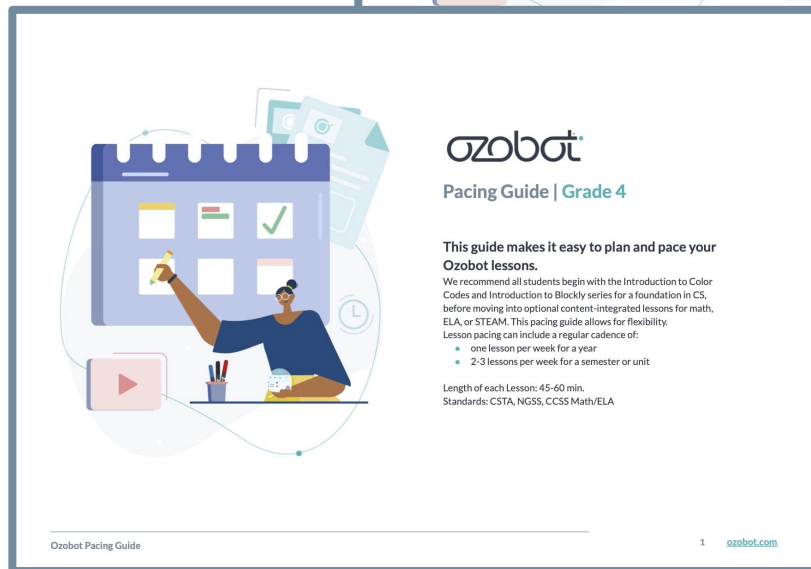 ozobot
Pacing Guide | Grade 4
This guide makes it easy to plan and pace your
Ozobot lessons.
We recommend all students begin with the Introduction to Color
Codes and Introduction to Blockly series for a foundation in CS,
before moving into optional content-integrated lessons for math,
ELA, or STEAM. This pacing guide allows for flexibility.
Lesson pacing can include a regular cadence of:
● one lesson per week for a year
● 2-3 lessons per week for a semester or unit
Length of each Lesson: 45-60 min.
Standards: CSTA, NGSS, CCSS Math/ELA
Ozobot Pacing Guide 1 ozobot.com